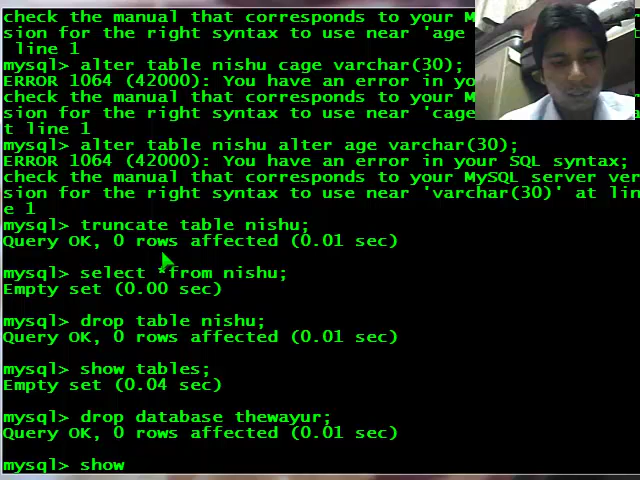 check the manual that corresponds to your M
sion for the right syntax to use near 'age
line 1
mysql> alter table nishu cage varchar(30);
ERROR 1064 (42000): You have an error in yo
check the manual that corresponds to your M
sion for the right syntax to use near 'cage
t line 1
mysql> alter table nishu alter age varchar(30);
ERROR 1064 (42000): You have an error in your SQL syntax;
check the manual that corresponds to your MySQL server ver
sion for the right syntax to use near 'varchar(30)' at lin
e 1
mysql> truncate table nishu;
Query OK, 0 rows affected (0.01 sec)
mysql> select *from nishu;
Empty set (0.00 sec)
mysql> drop table nishu;
Query OK, 0 rows affected (0.01 sec)
mysql> show tables;
Empty set (0.04 sec)
mysql> drop database thewayur;
Query OK, 0 rows affected (0.01 sec)
mysql> show